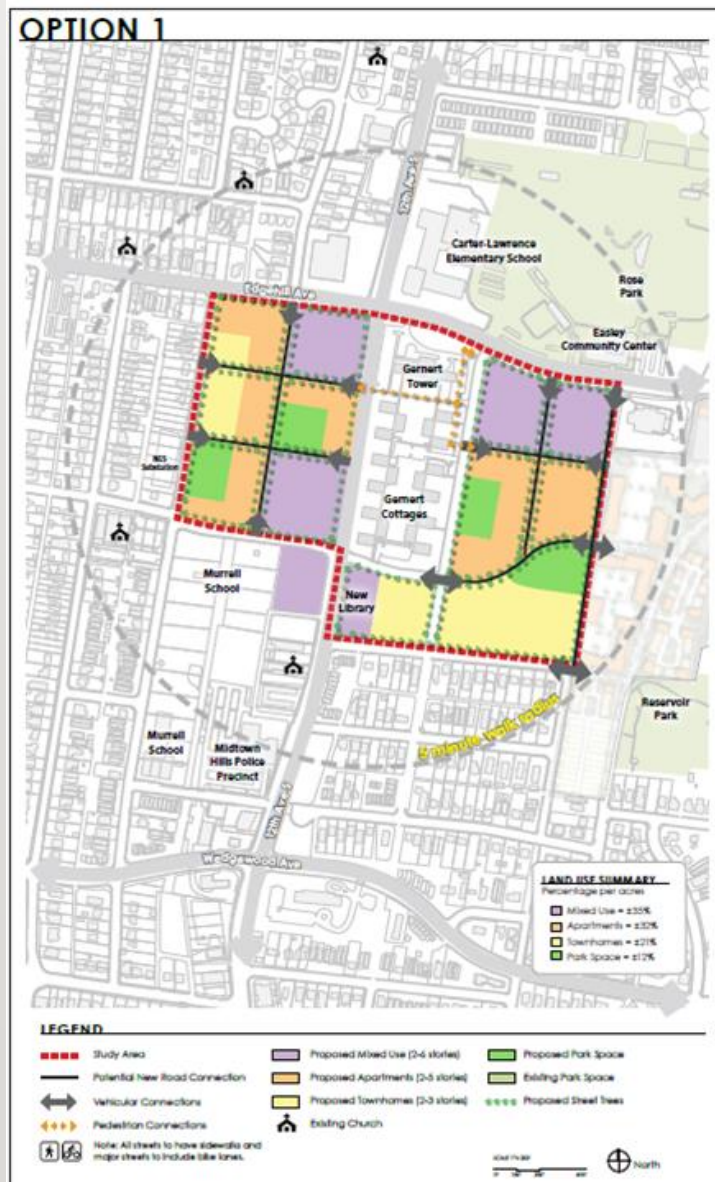 OPTION 1
12th Ave S
Carter-Lawrence
Elementary School
Rose
Park
Edgehill Ave
Easley
Community Center
Gernert
Tower
NES
Substation
Gernert
Cottages
Murrell
School
New
Library
Reservoir
Park
5 minute walk radius
Murrell
School
Midtown
Hills Police
Precinct
12th Ave S
Wedgewood Ave
LAND USE SUMMARY
Percentage per acres
Mixed Use = ±35%
Apartments = ±32%
Townhomes = ±21%
Park Space = ±12%
LEGEND
Study Area
Potential New Road Connection
Vehicular Connections
Pedestrian Connections
Note: All streets to have sidewalks and
major streets to include bike lanes.
Proposed Mixed Use (2-6 stories)
Proposed Apartments (2-5 stories)
Proposed Townhomes (2-3 stories)
Existing Church
Proposed Park Space
Existing Park Space
Proposed Street Trees
North